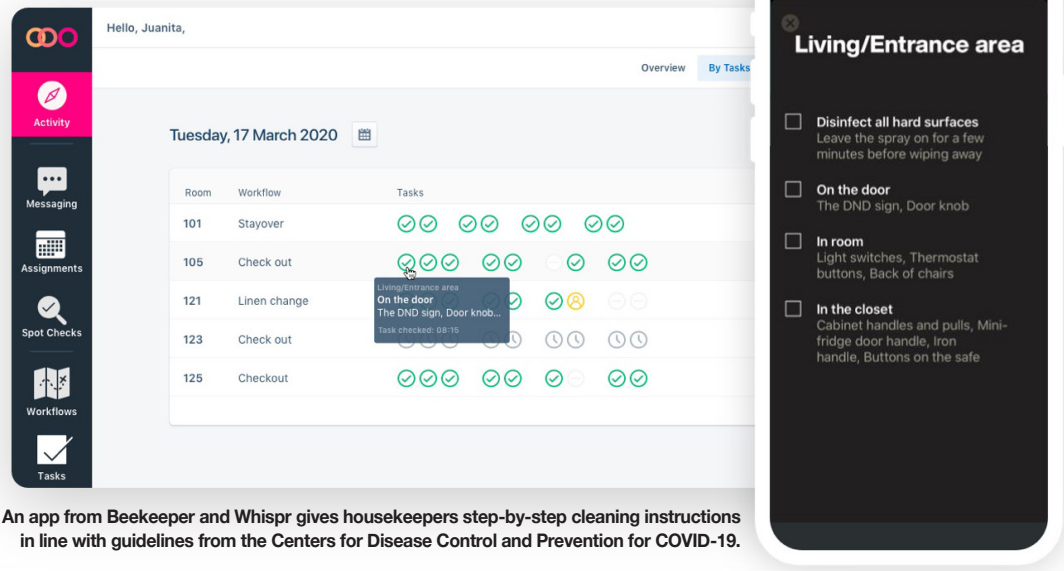 Hello, Juanita,
Overview By Tasks
Activity
Messaging
Assignments
Spot Checks
Workflows
Tasks
Tuesday, 17 March 2020
Room Workflow Tasks
101 Stayover
105 Check out
121 Linen change
123 Check out
125 Checkout
Living/Entrance area
On the door
The DND sign, Door knob...
Task checked: 08:15
Living/Entrance area
Disinfect all hard surfaces
Leave the spray on for a few
minutes before wiping away
On the door
The DND sign, Door knob
In room
Light switches, Thermostat
buttons, Back of chairs
In the closet
Cabinet handles and pulls, Mini-
fridge door handle, Iron
handle, Buttons on the safe
An app from Beekeeper and Whispr gives housekeepers step-by-step cleaning instructions
in line with guidelines from the Centers for Disease Control and Prevention for COVID-19.